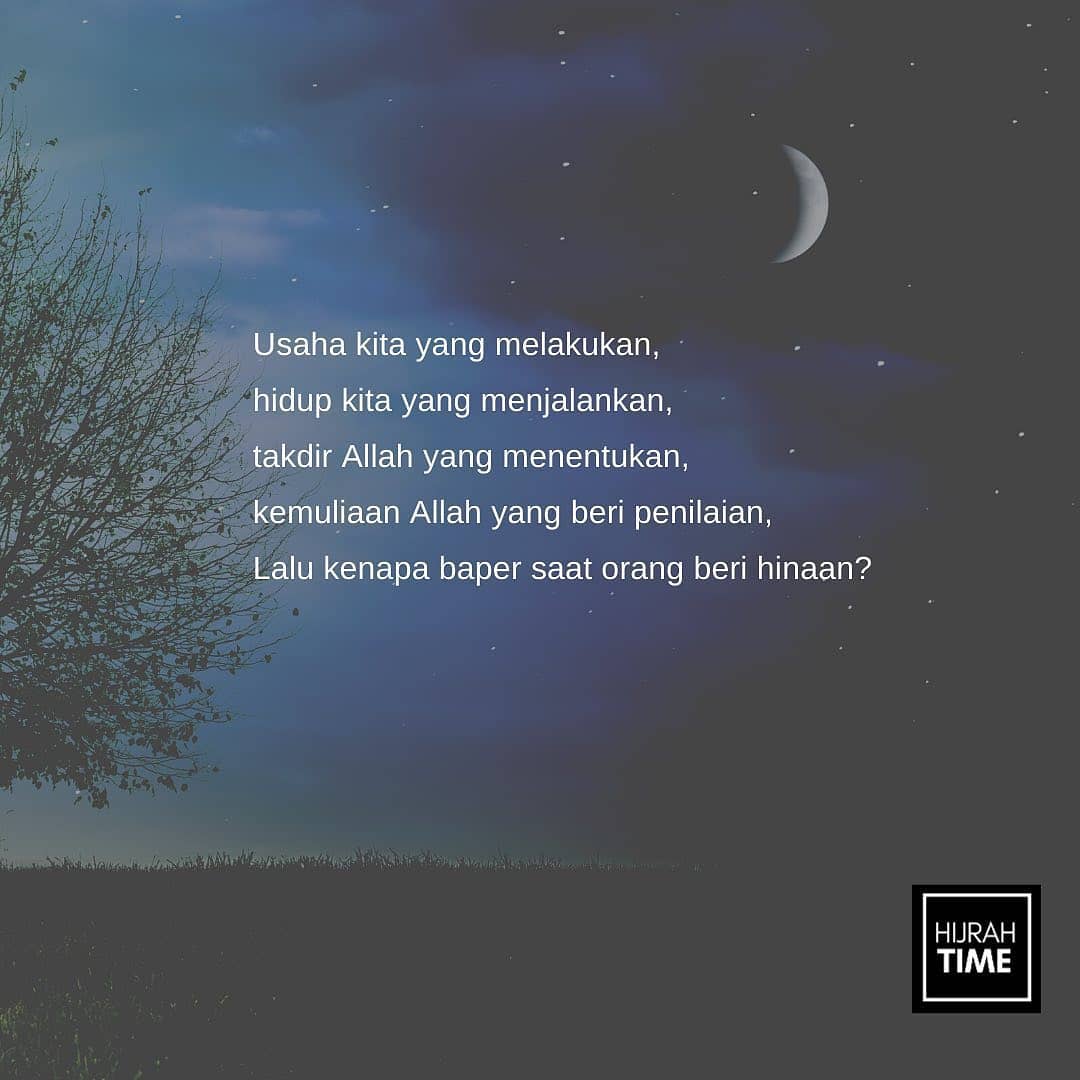 Usaha kita yang melakukan,
hidup kita yang menjalankan,
takdir Allah yang menentukan,
kemuliaan Allah yang beri penilaian,
Lalu kenapa baper saat orang beri hinaan?
HIJRAH
TIME